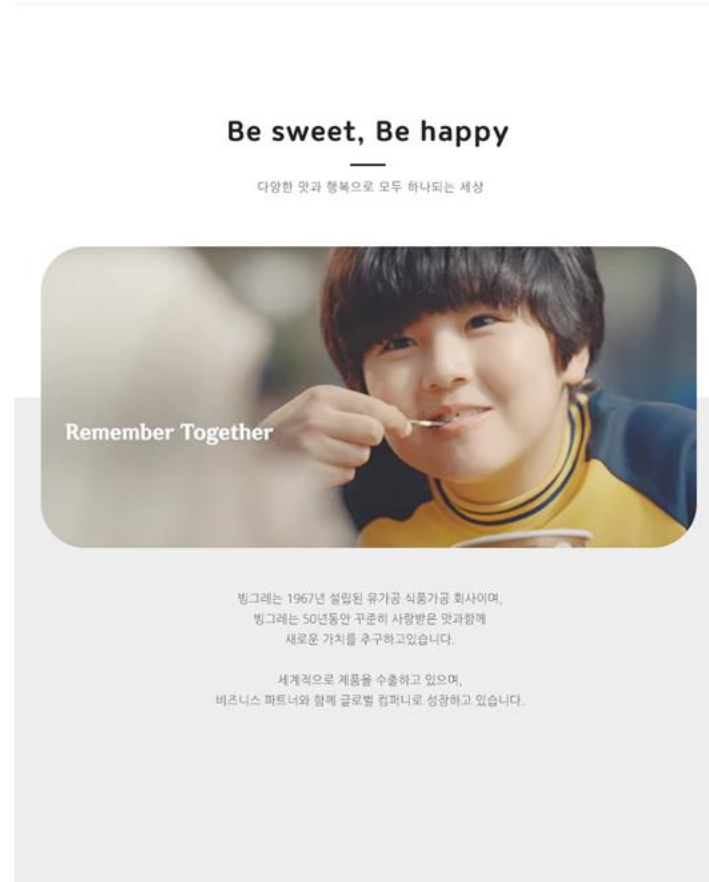 Be sweet, Be happy
다양한 맛과 행복으로 모두 하나되는 세상
Remember Together
빙그레는 1967년 설립된 유가공 식품가공 회사이며,
빙그레는 50년동안 꾸준히 사랑받은 맛과함께
새로운 가치를 추구하고있습니다.
세계적으로 제품을 수출하고 있으며,
비즈니스 파트너와 함께 글로벌 컴퍼니로 성장하고 있습니다.